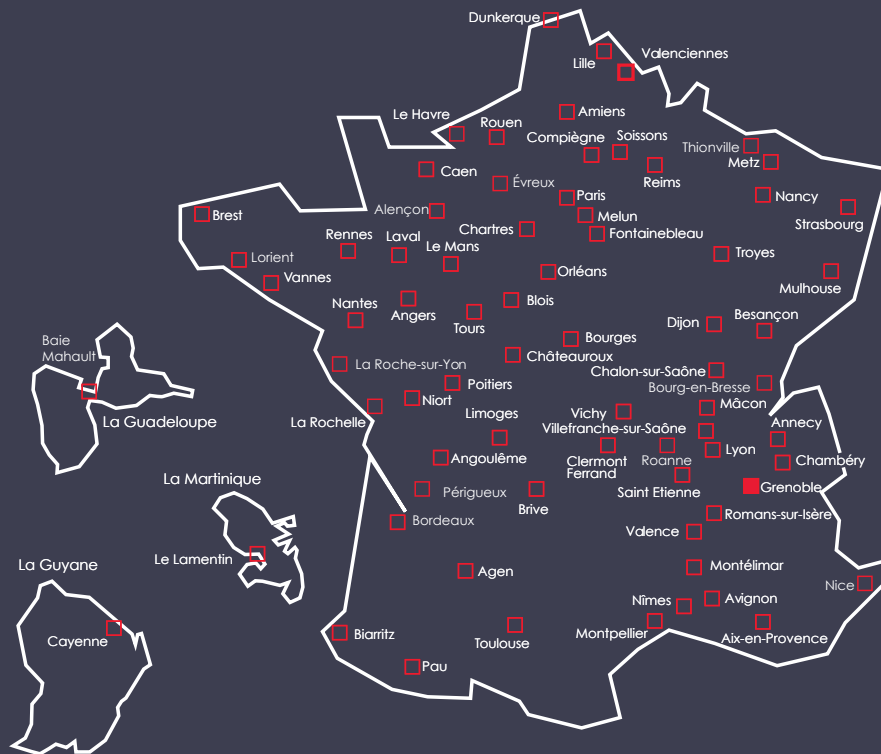 Dunkerque
Lille
Valenciennes
Le Havre
Rouen
Amiens
Compiègne
Soissons
Thionville
Metz
Reims
Caen
Évreux
Paris
Nancy
Strasbourg
Brest
Alençon
Melun
Chartres
Fontainebleau
Rennes
Laval
Le Mans
Troyes
Lorient
Vannes
Orléans
Mulhouse
Nantes
Angers
Tours
Blois
Dijon
Besançon
Baie
Mahault
La Roche-sur-Yon
Bourges
Châteauroux
Chalon-sur-Saône
Bourg-en-Bresse
Poitiers
Niort
La Guadeloupe
La Rochelle
Limoges
Vichy
Mâcon
Villefranche-sur-Saône
Annecy
Angoulême
Clermont
Ferrand
Roanne
Lyon
Chambéry
La Martinique
Périgueux
Brive
Saint Etienne
Grenoble
Bordeaux
Romans-sur-Isère
Valence
Le Lamentin
La Guyane
Agen
Montélimar
Nice
Nîmes
Avignon
Cayenne
Biarritz
Toulouse
Montpellier
Aix-en-Provence
Pau